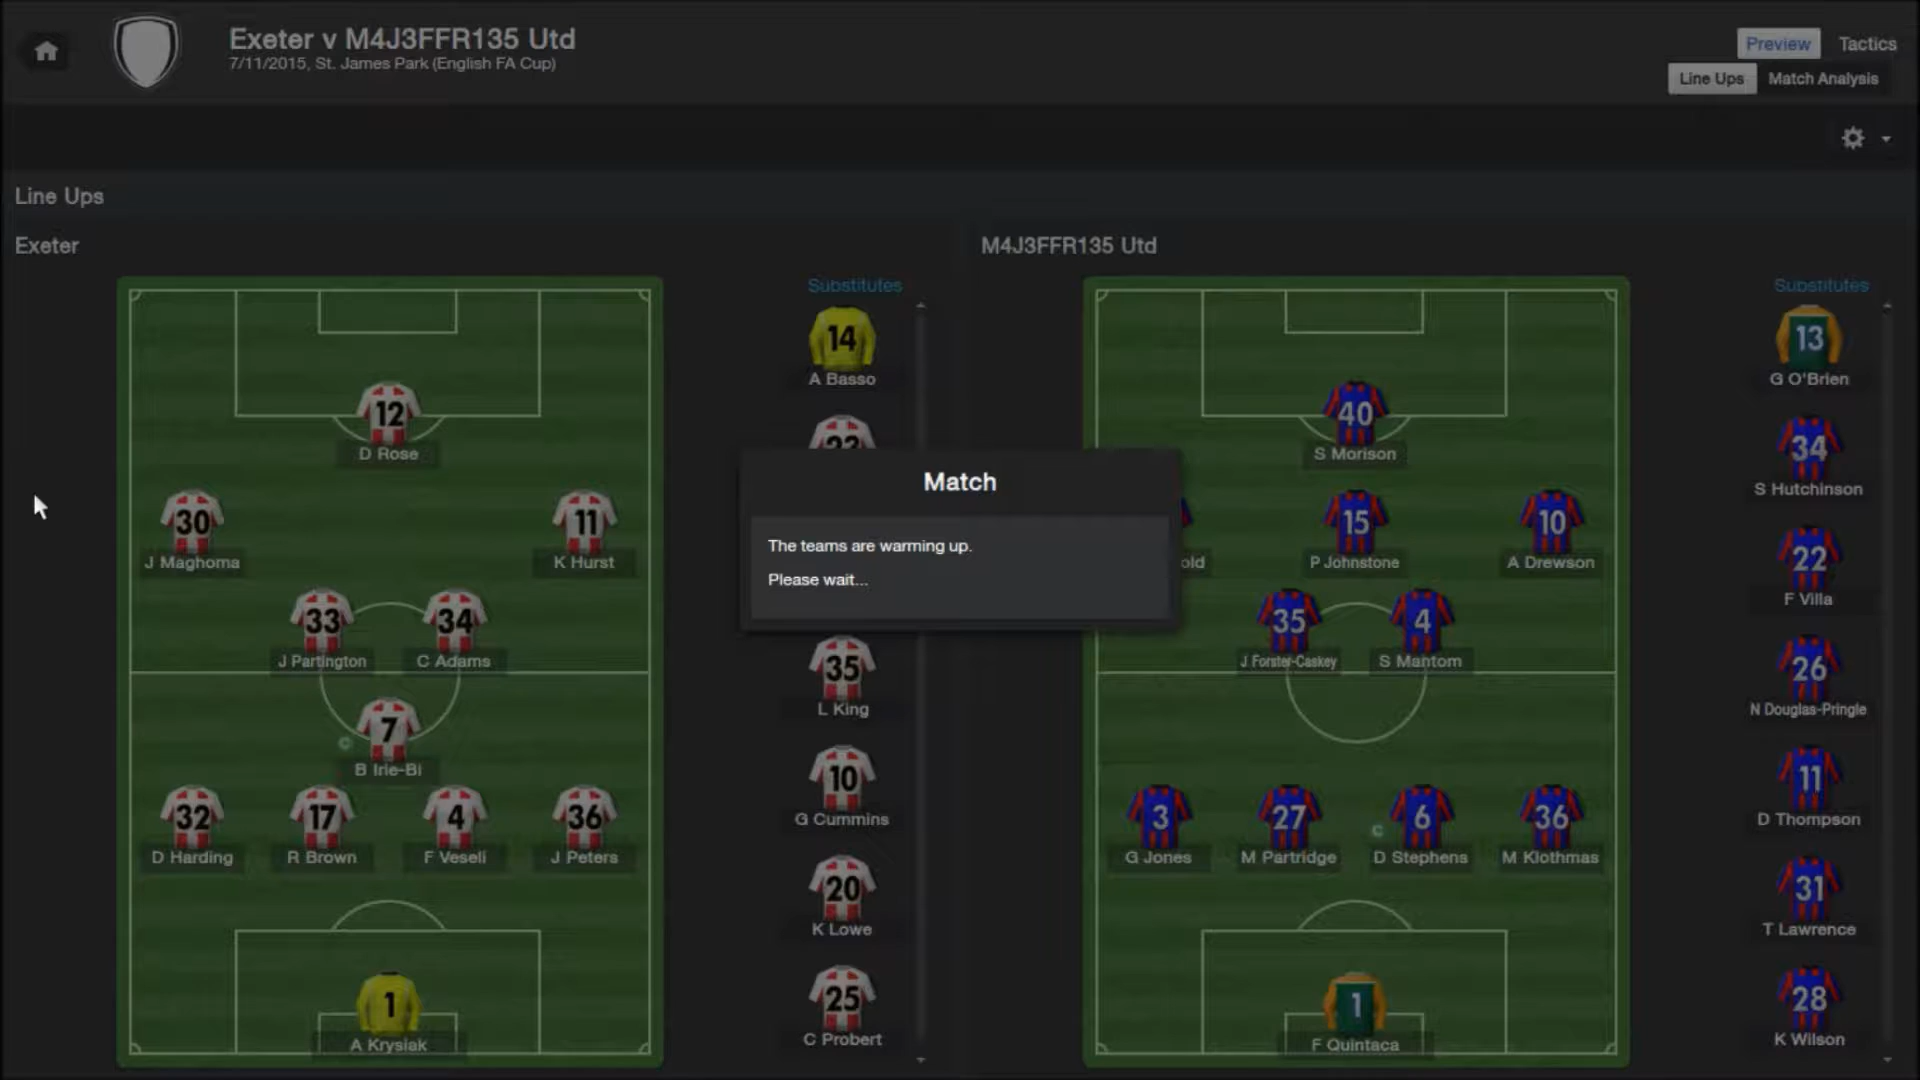 Exeter v M4J3FFR135 Utd
7/11/2015, St. James Park (English FA Cup)
Preview
Tactics
Line Ups
Match Analysis
Line Ups
Exeter
Substitutes
12
D Rose
30
J Maghoma
11
K Hurst
33
J Partington
34
C Adams
7
C
B Irie-Bi
32
D Harding
17
R Brown
4
F Veseli
36
J Peters
1
A Krysiak
14
A Basso
35
L King
10
G Cummins
20
K Lowe
25
C Probert
Match
The teams are warming up.
Please wait...
M4J3FFR135 Utd
Substitutes
40
S Morison
old
15
P Johnstone
10
A Drewson
35
J Forster-Caskey
4
S Mantom
3
G Jones
27
M Partridge
C
6
D Stephens
36
M Klothmas
1
F Quintaca
13
G O'Brien
34
S Hutchinson
22
F Villa
26
N Douglas-Pringle
11
D Thompson
31
T Lawrence
28
K Wilson